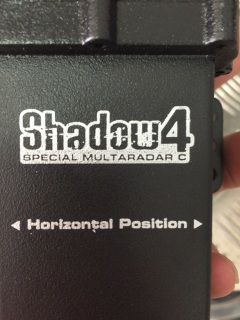 Shadow4
SPECIAL MULTARADAR C
◄ Horizontal Position ►